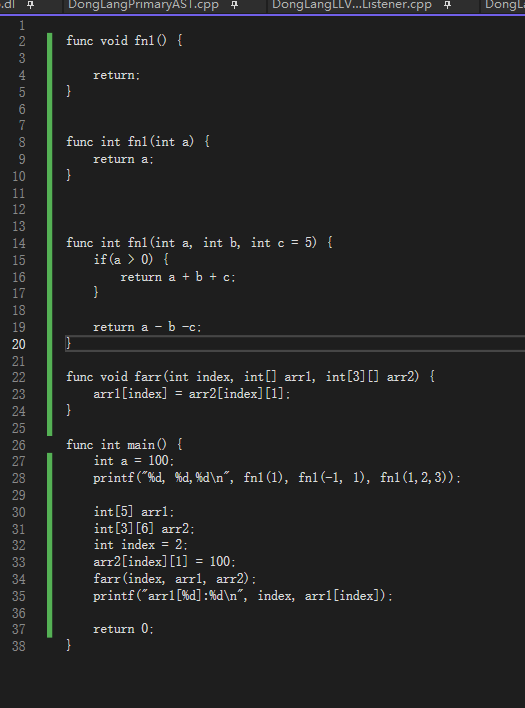 .dl DongLangPrimaryAST.cpp DongLangLLV...Listener.cpp DongLa
1
2 func void fn1() {
3
4 return;
5 }
6
7
8 func int fn1(int a) {
9 return a;
10 }
11
12
13
14 func int fn1(int a, int b, int c = 5) {
15 if(a > 0) {
16 return a + b + c;
17 }
18
19 return a - b -c;
20 }
21
22 func void farr(int index, int[] arr1, int[3][] arr2) {
23 arr1[index] = arr2[index][1];
24 }
25
26 func int main() {
27 int a = 100;
28 printf("%d, %d,%d\n", fn1(1), fn1(-1, 1), fn1(1,2,3));
29
30 int[5] arr1;
31 int[3][6] arr2;
32 int index = 2;
33 arr2[index][1] = 100;
34 farr(index, arr1, arr2);
35 printf("arr1[%d]:%d\n", index, arr1[index]);
36
37 return 0;
38 }